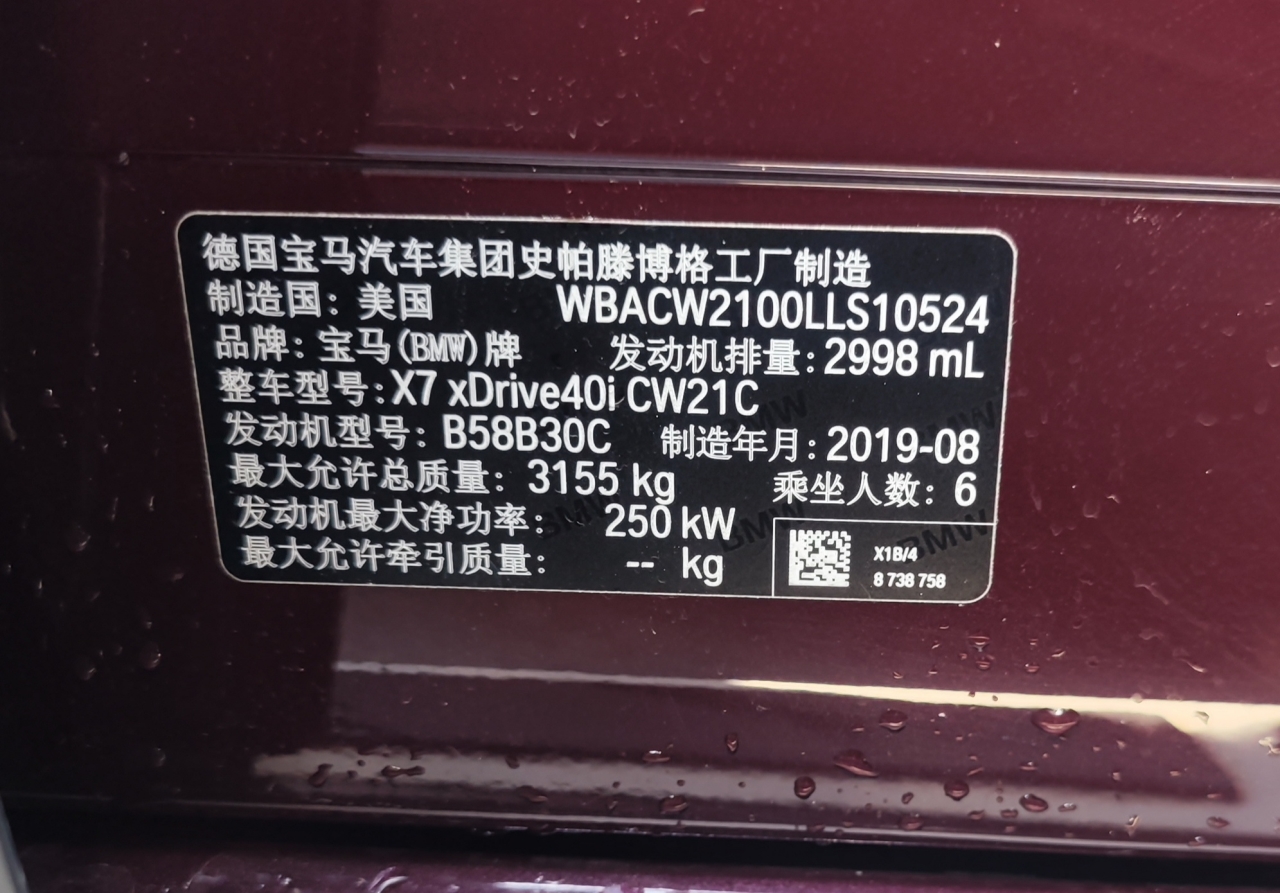 德国宝马汽车集团史帕滕博格工厂制造
制造国：美国 WBACW2100LLS10524
品牌：宝马(BMW)牌 发动机排量：2998 mL
整车型号：X7 xDrive40i CW21C
发动机型号：B58B30C 制造年月：2019-08
最大允许总质量：3155 kg 乘坐人数：6
发动机最大净功率：250 kW
最大允许牵引质量：-- kg
X1B/4
8 738 758
BMW
BMW
BMW
BMW